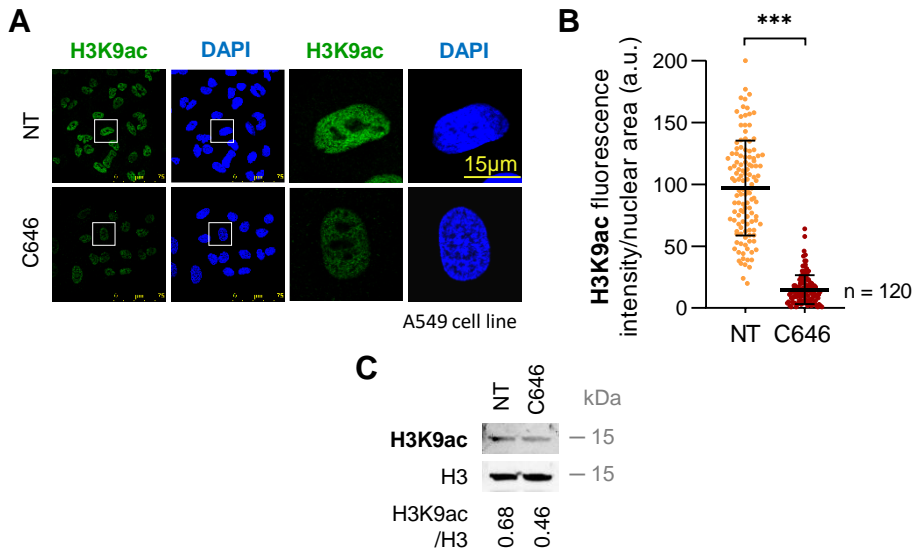 A
H3K9ac DAPI H3K9ac DAPI
NT
15µm
C646
A549 cell line
B
***
H3K9ac fluorescence
intensity/nuclear area (a.u.)
200
150
100
50
0
n = 120
NT C646
C
NT C646 kDa
H3K9ac – 15
H3 – 15
H3K9ac
/H3
0.68 0.46